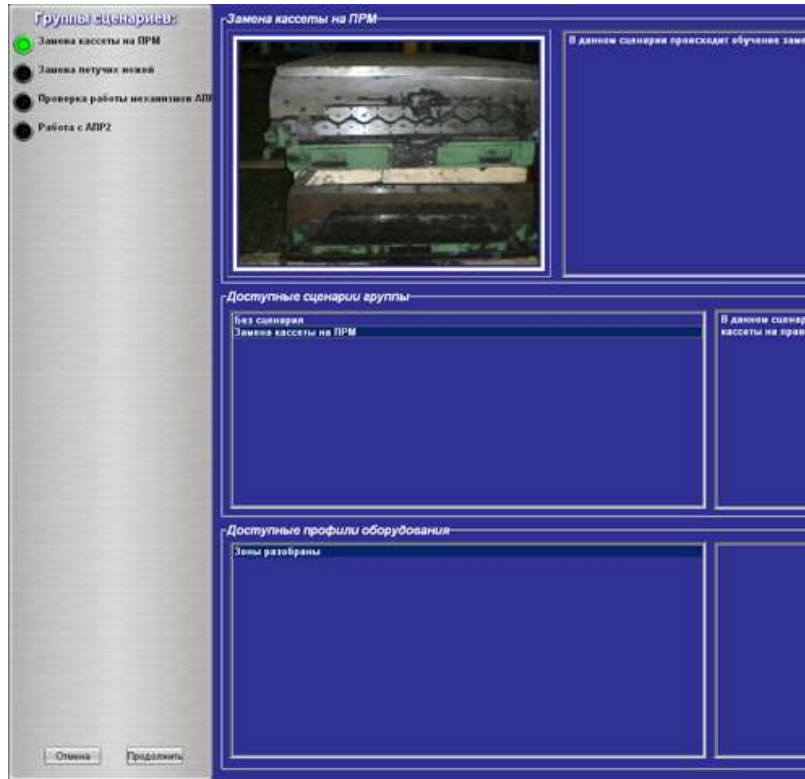 Группы сценариев:
Замена кассеты на ПРМ
Замена летучих ножей
Проверка работы механизмов АПР
Работа с АПР2
Отмена
Продолжить
Замена кассеты на ПРМ
В данном сценарии происходит обучение заме
Доступные сценарии группы
Без сценария
Замена кассеты на ПРМ
В данном сценар
кассеты на прав
Доступные профили оборудования
Зоны разобраны